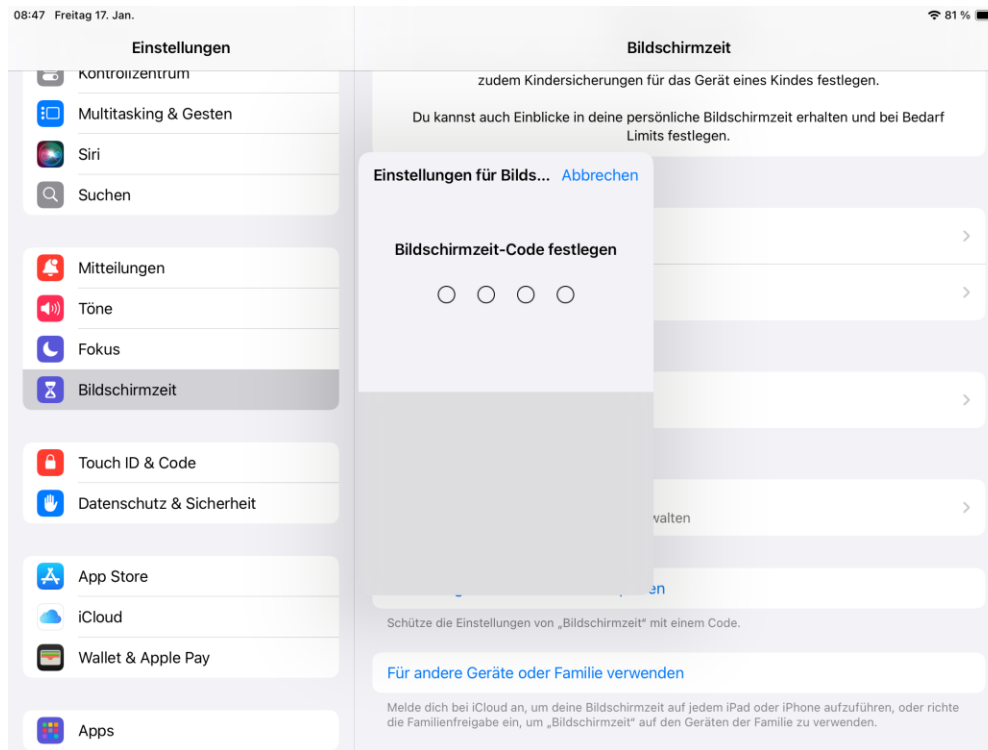 08:47 Freitag 17. Jan.
81 %
Einstellungen
Kontrollzentrum
Multitasking & Gesten
Siri
Suchen
Mitteilungen
Töne
Fokus
Bildschirmzeit
Touch ID & Code
Datenschutz & Sicherheit
App Store
iCloud
Wallet & Apple Pay
Apps
Bildschirmzeit
zudem Kindersicherungen für das Gerät eines Kindes festlegen.
Du kannst auch Einblicke in deine persönliche Bildschirmzeit erhalten und bei Bedarf
Limits festlegen.
Einstellungen für Bilds... Abbrechen
Bildschirmzeit-Code festlegen
Schütze die Einstellungen von „Bildschirmzeit“ mit einem Code.
Für andere Geräte oder Familie verwenden
Melde dich bei iCloud an, um deine Bildschirmzeit auf jedem iPad oder iPhone aufzuführen, oder richte
die Familienfreigabe ein, um „Bildschirmzeit“ auf den Geräten der Familie zu verwenden.